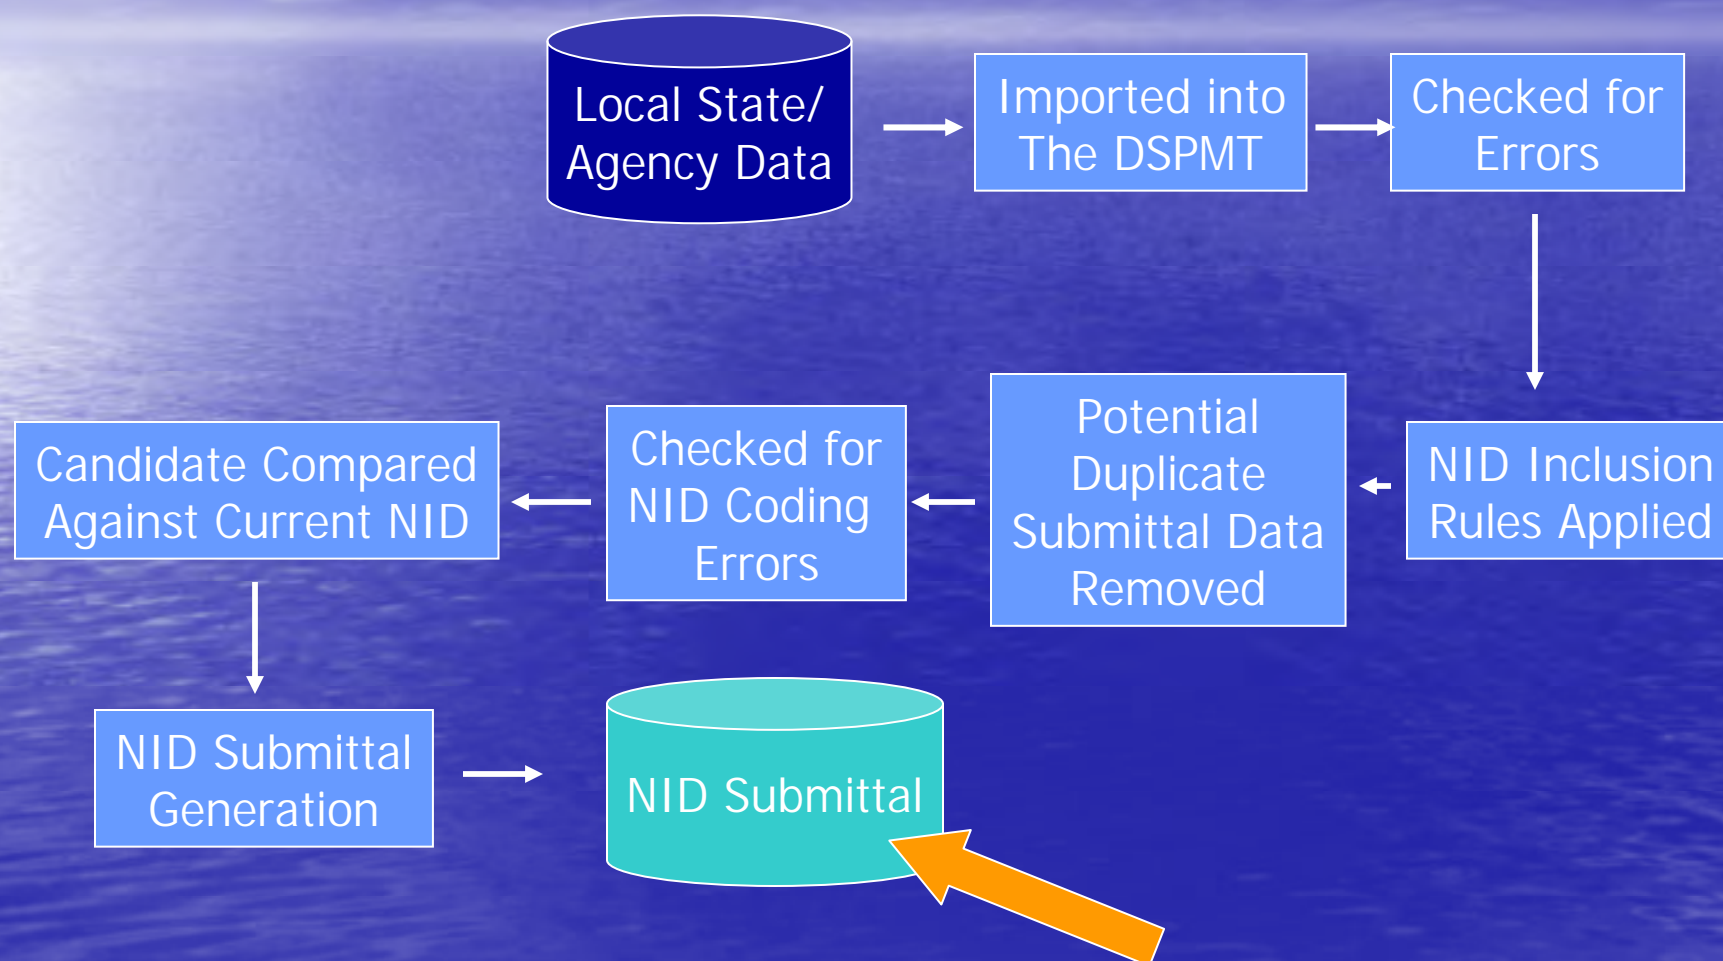 Local State/
Agency Data
Imported into
The DSPMT
Checked for
Errors
NID Inclusion
Rules Applied
Potential
Duplicate
Submittal Data
Removed
Checked for
NID Coding
Errors
Candidate Compared
Against Current NID
NID Submittal
Generation
NID Submittal